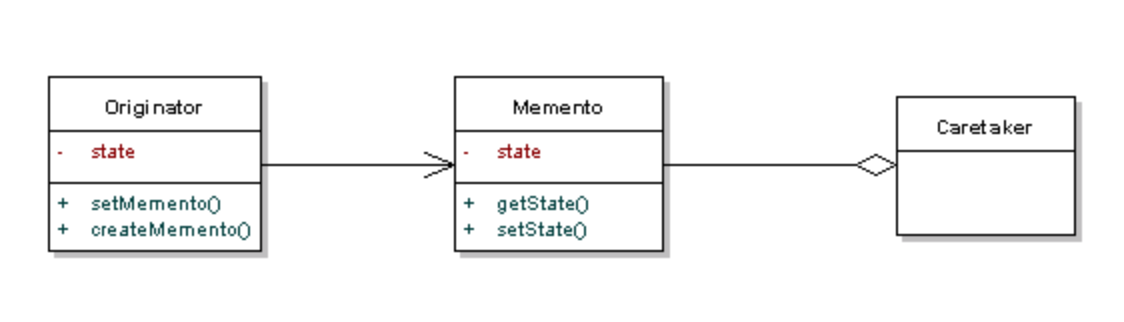 Originator
- state
+ setMemento()
+ createMemento()
Memento
- state
+ getState()
+ setState()
Caretaker